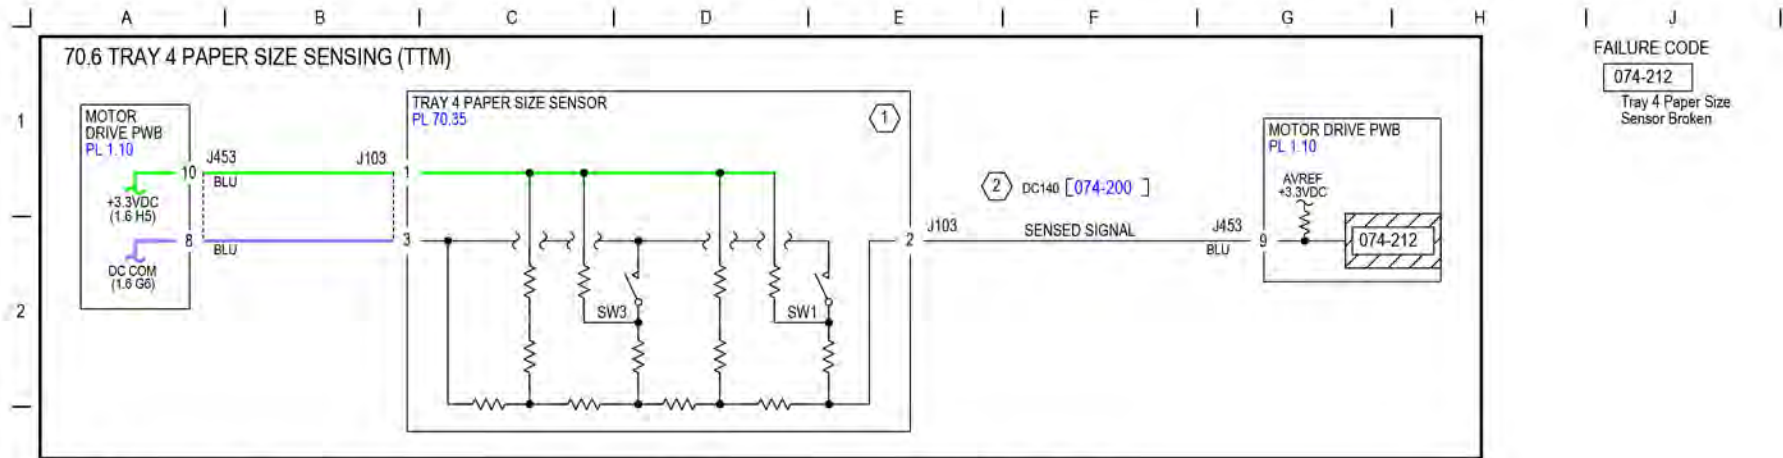 A B C D E F G H J
70.6 TRAY 4 PAPER SIZE SENSING (TTM)
FAILURE CODE
074-212
Tray 4 Paper Size
Sensor Broken
1
MOTOR
DRIVE PWB
PL 1.10
TRAY 4 PAPER SIZE SENSOR
PL 70.35
1
MOTOR DRIVE PWB
PL 1.10
J453
J103
10
BLU
1
+3.3VDC
(1.6 H5)
8
BLU
3
DC COM
(1.6 G6)
2 DC140 [074-200 ]
AVREF
+3.3VDC
2
J103
SENSED SIGNAL
J453
BLU
9
074-212
2
SW3
SW1